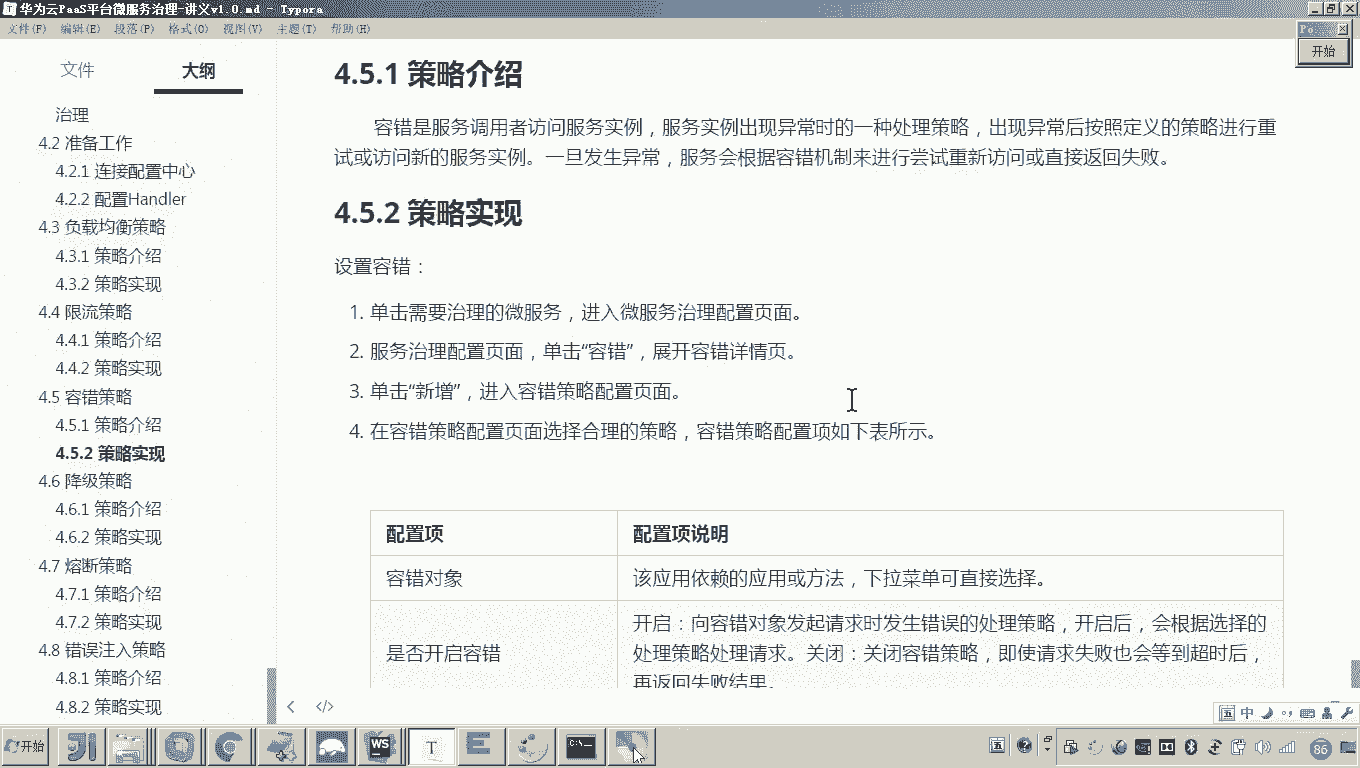 华为云PaaS平台微服务治理-讲义v1.0.md - Typora
文件(F) 编辑(E) 段落(P) 格式(O) 视图(V) 主题(T) 帮助(H)
开始
文件 大纲
治理
4.2 准备工作
4.2.1 连接配置中心
4.2.2 配置Handler
4.3 负载均衡策略
4.3.1 策略介绍
4.3.2 策略实现
4.4 限流策略
4.4.1 策略介绍
4.4.2 策略实现
4.5 容错策略
4.5.1 策略介绍
4.5.2 策略实现
4.6 降级策略
4.6.1 策略介绍
4.6.2 策略实现
4.7 熔断策略
4.7.1 策略介绍
4.7.2 策略实现
4.8 错误注入策略
4.8.1 策略介绍
4.8.2 策略实现
4.5.1 策略介绍
容错是服务调用者访问服务实例，服务实例出现异常时的一种处理策略，出现异常后按照定义的策略进行重
试或访问新的服务实例。一旦发生异常，服务会根据容错机制来进行尝试重新访问或直接返回失败。
4.5.2 策略实现
设置容错：
1. 单击需要治理的微服务，进入微服务治理配置页面。
2. 服务治理配置页面，单击“容错”，展开容错详情页。
3. 单击“新增”，进入容错策略配置页面。
4. 在容错策略配置页面选择合理的策略，容错策略配置项如下表所示。
配置项 配置项说明
容错对象 该应用依赖的应用或方法，下拉菜单可直接选择。
是否开启容错 开启：向容错对象发起请求时发生错误的处理策略，开启后，会根据选择的
处理策略处理请求。关闭：关闭容错策略，即使请求失败也会等到超时后，
再返回失败结果。
</> 
五 中
开始 WS T 五 86